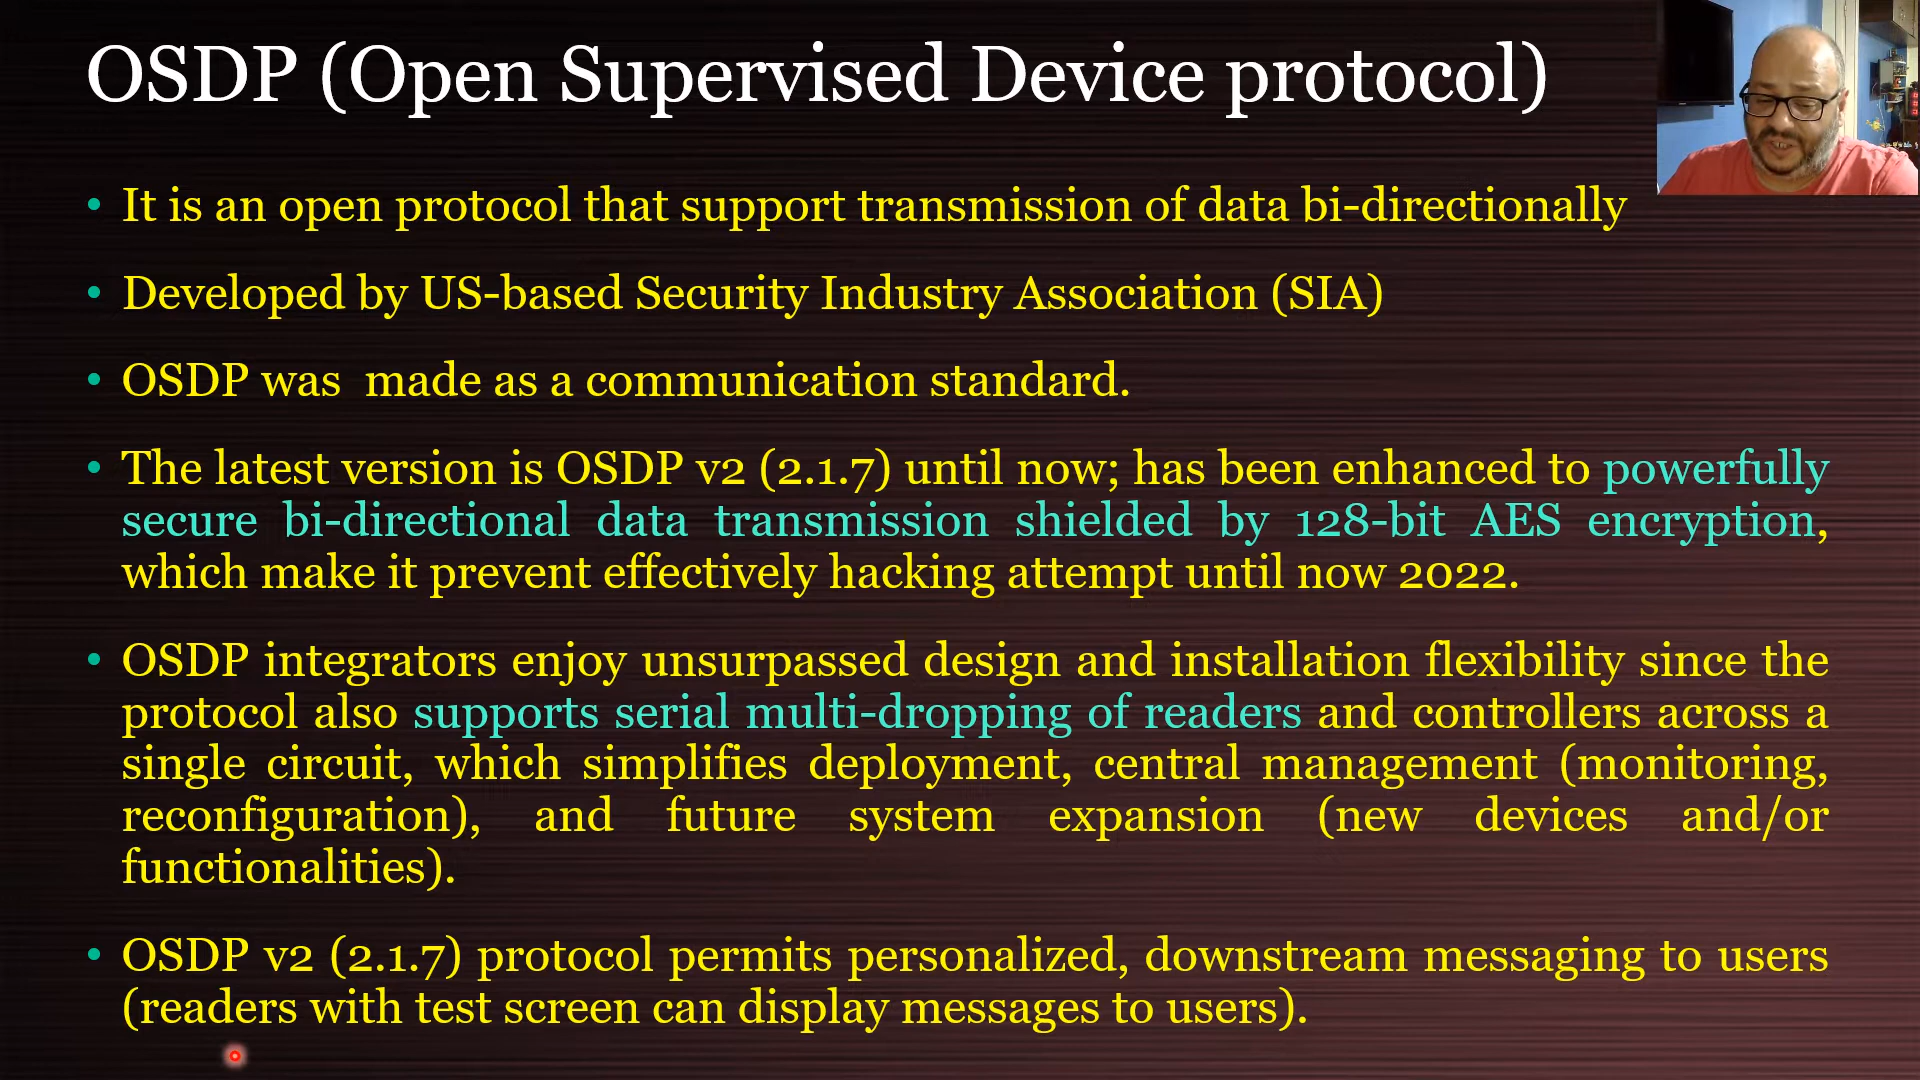 OSDP (Open Supervised Device protocol)
• It is an open protocol that support transmission of data bi-directionally
• Developed by US-based Security Industry Association (SIA)
• OSDP was  made as a communication standard.
• The latest version is OSDP v2 (2.1.7) until now; has been enhanced to powerfully
secure bi-directional data transmission shielded by 128-bit AES encryption,
which make it prevent effectively hacking attempt until now 2022.
• OSDP integrators enjoy unsurpassed design and installation flexibility since the
protocol also supports serial multi-dropping of readers and controllers across a
single circuit, which simplifies deployment, central management (monitoring,
reconfiguration), and future system expansion (new devices and/or
functionalities).
• OSDP v2 (2.1.7) protocol permits personalized, downstream messaging to users
(readers with test screen can display messages to users).